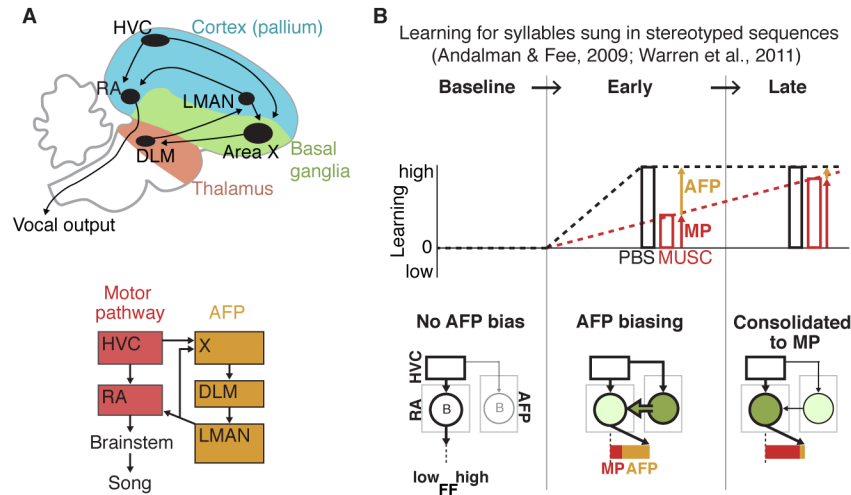 A
HVC
Cortex (pallium)
RA
LMAN
DLM
Area X
Basal
ganglia
Thalamus
Vocal output
Motor
pathway
AFP
HVC
X
RA
DLM
LMAN
Brainstem
Song
B
Learning for syllables sung in stereotyped sequences
(Andalman & Fee, 2009; Warren et al., 2011)
Baseline
Early
Late
high
Learning
0
low
AFP
MP
PBS
MUSC
No AFP bias
AFP biasing
Consolidated
to MP
HVC
RA
B
B
AFP
MP
AFP
low
FF
high